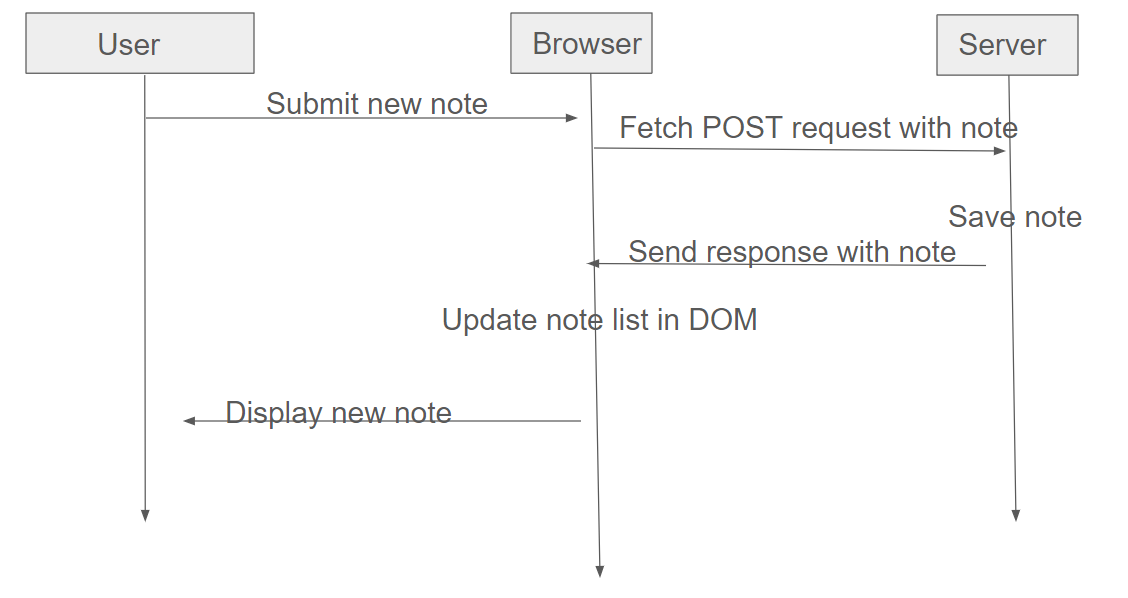 User
Browser
Server
Submit new note
Fetch POST request with note
Save note
Send response with note
Update note list in DOM
Display new note